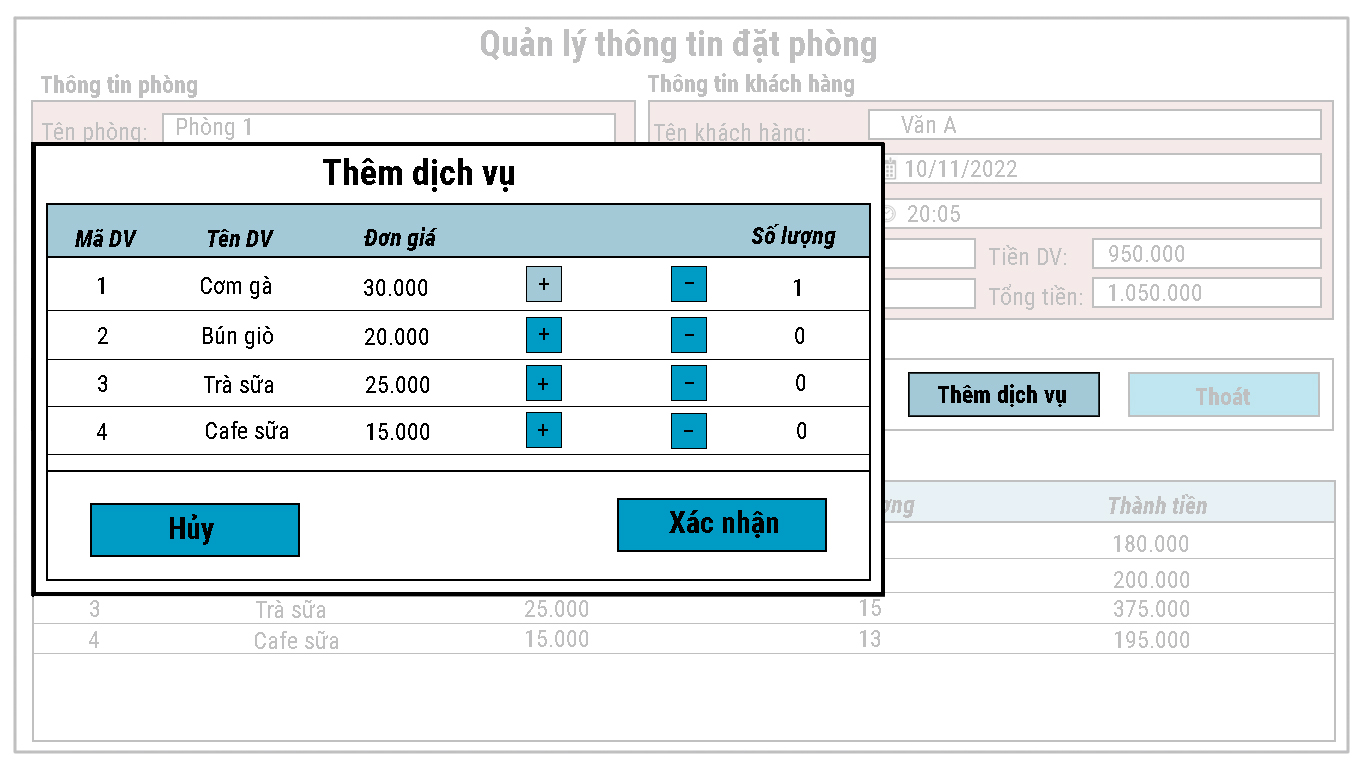 Quản lý thông tin đặt phòng
Thông tin phòng Thông tin khách hàng
Tên phòng: Phòng 1 Tên khách hàng: Văn A
10/11/2022
20:05
Tiền DV: 950.000
Tổng tiền: 1.050.000
Thêm dịch vụ
Mã DV Tên DV Đơn giá Số lượng
1 Cơm gà 30.000 + − 1
2 Bún giò 20.000 + − 0
3 Trà sữa 25.000 + − 0
4 Cafe sữa 15.000 + − 0
Hủy Xác nhận
Thêm dịch vụ Thoát
Thành tiền
180.000
200.000
3 Trà sữa 25.000 15 375.000
4 Cafe sữa 15.000 13 195.000